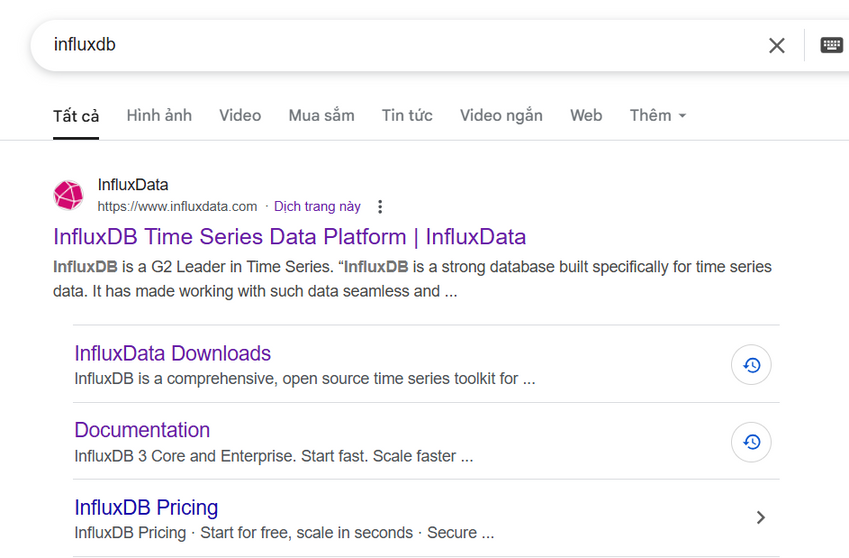 influxdb
Tất cả Hình ảnh Video Mua sắm Tin tức Video ngắn Web Thêm
InfluxData
https://www.influxdata.com · Dịch trang này
InfluxDB Time Series Data Platform | InfluxData
InfluxDB is a G2 Leader in Time Series. “InfluxDB is a strong database built specifically for time series
data. It has made working with such data seamless and ...
InfluxData Downloads
InfluxDB is a comprehensive, open source time series toolkit for ...
Documentation
InfluxDB 3 Core and Enterprise. Start fast. Scale faster ...
InfluxDB Pricing
InfluxDB Pricing · Start for free, scale in seconds · Secure ...